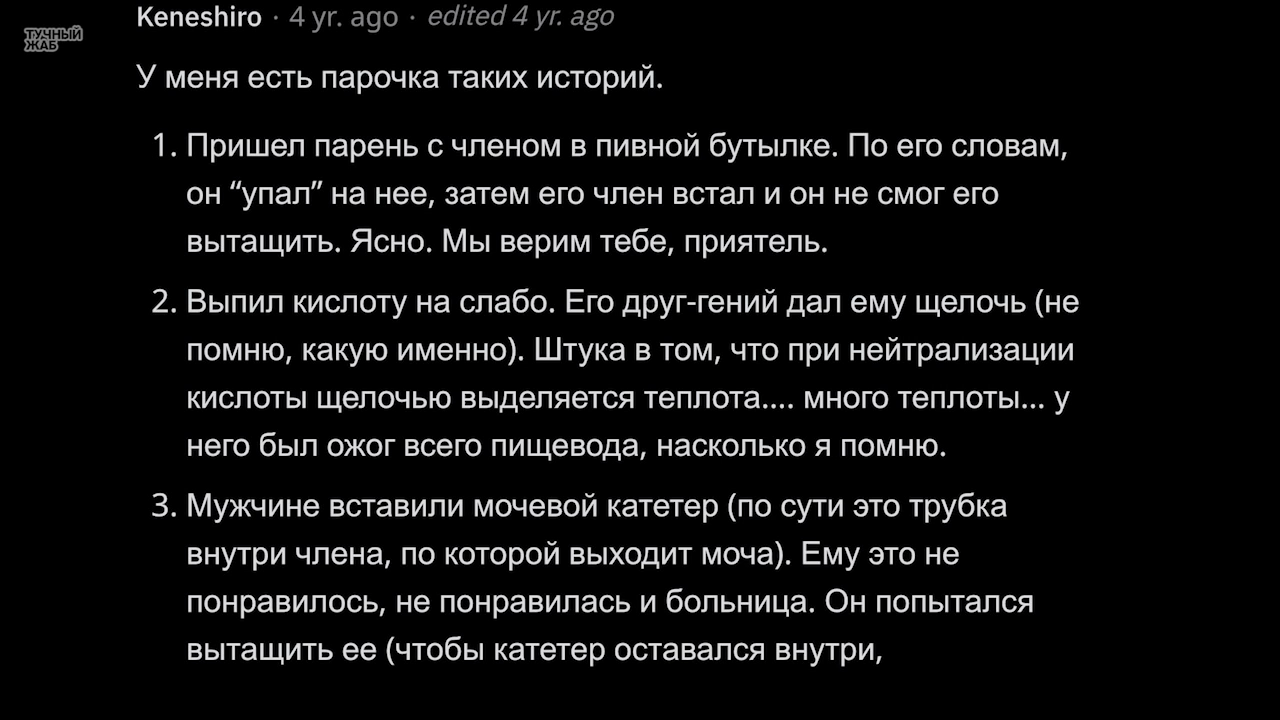 Keneshiro · 4 yr. ago · edited 4 yr. ago
ТУЧНЫЙ
ЖАБ
У меня есть парочка таких историй.
1. Пришел парень с членом в пивной бутылке. По его словам,
он “упал” на нее, затем его член встал и он не смог его
вытащить. Ясно. Мы верим тебе, приятель.
2. Выпил кислоту на слабо. Его друг-гений дал ему щелочь (не
помню, какую именно). Штука в том, что при нейтрализации
кислоты щелочью выделяется теплота.... много теплоты... у
него был ожог всего пищевода, насколько я помню.
3. Мужчине вставили мочевой катетер (по сути это трубка
внутри члена, по которой выходит моча). Ему это не
понравилось, не понравилась и больница. Он попытался
вытащить ее (чтобы катетер оставался внутри,